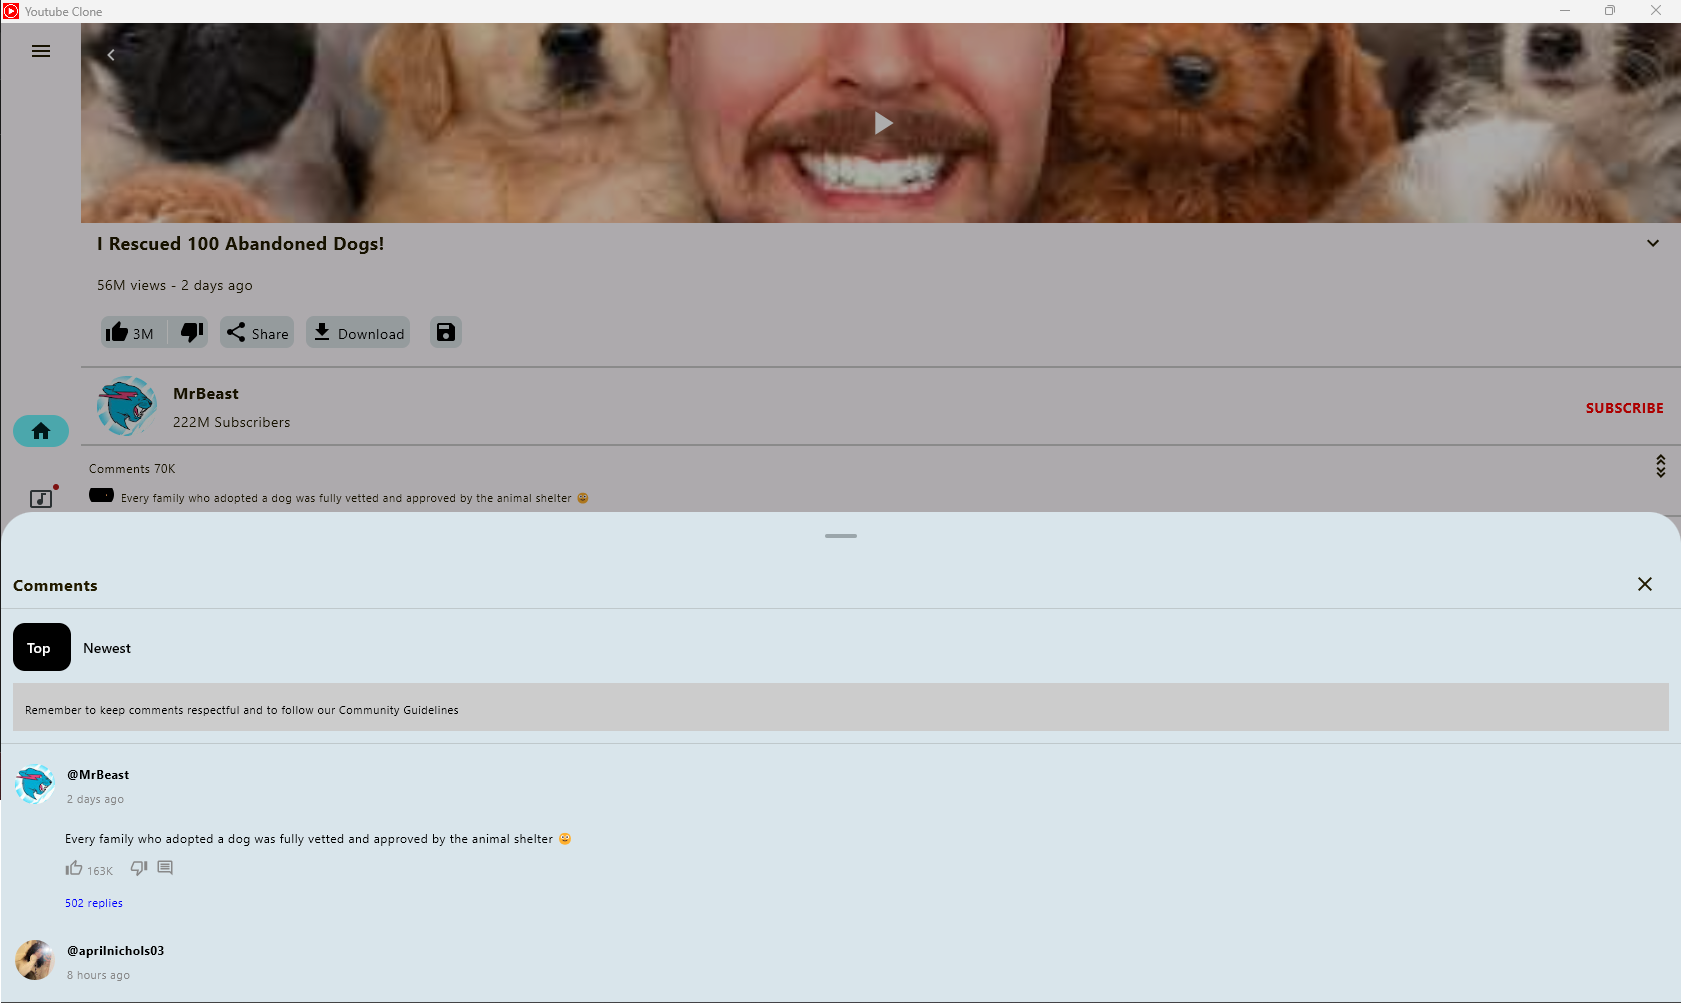 Youtube Clone
I Rescued 100 Abandoned Dogs!
56M views - 2 days ago
3M
Share
Download
MrBeast
222M Subscribers
SUBSCRIBE
Comments 70K
Every family who adopted a dog was fully vetted and approved by the animal shelter 😀
Comments
Top
Newest
Remember to keep comments respectful and to follow our Community Guidelines
@MrBeast
2 days ago
Every family who adopted a dog was fully vetted and approved by the animal shelter 😀
163K
502 replies
@aprilnichols03
8 hours ago